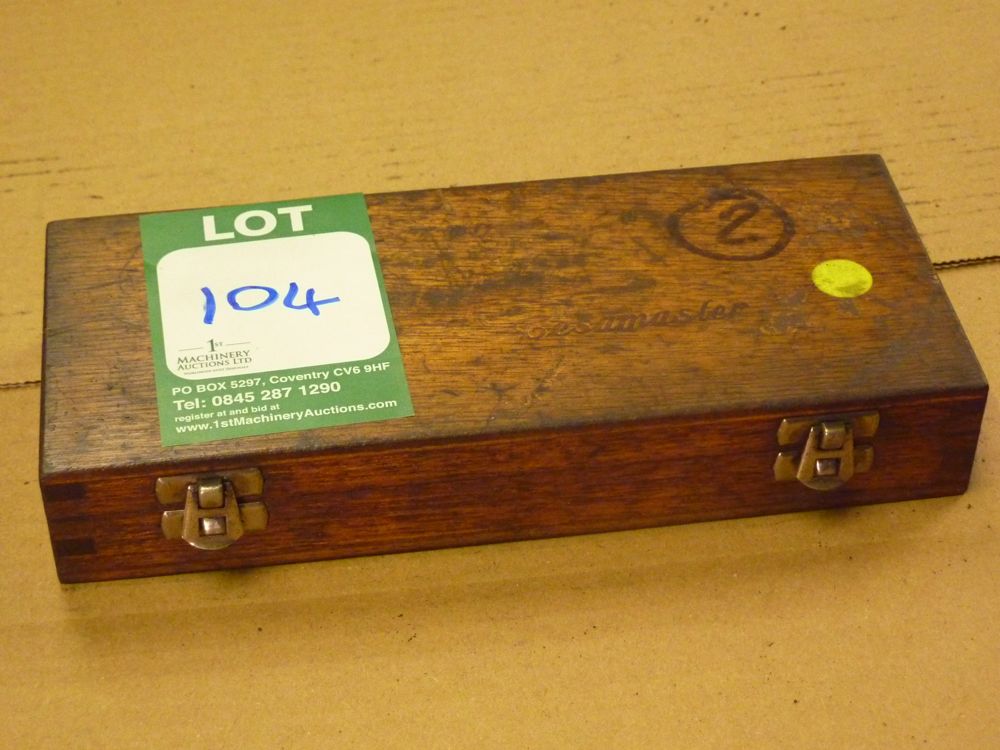 LOT
104
1ST
MACHINERY
AUCTIONS LTD
PO BOX 5297, Coventry CV6 9HF
Tel: 0845 287 1290
register at and bid at
www.1stMachineryAuctions.com
2